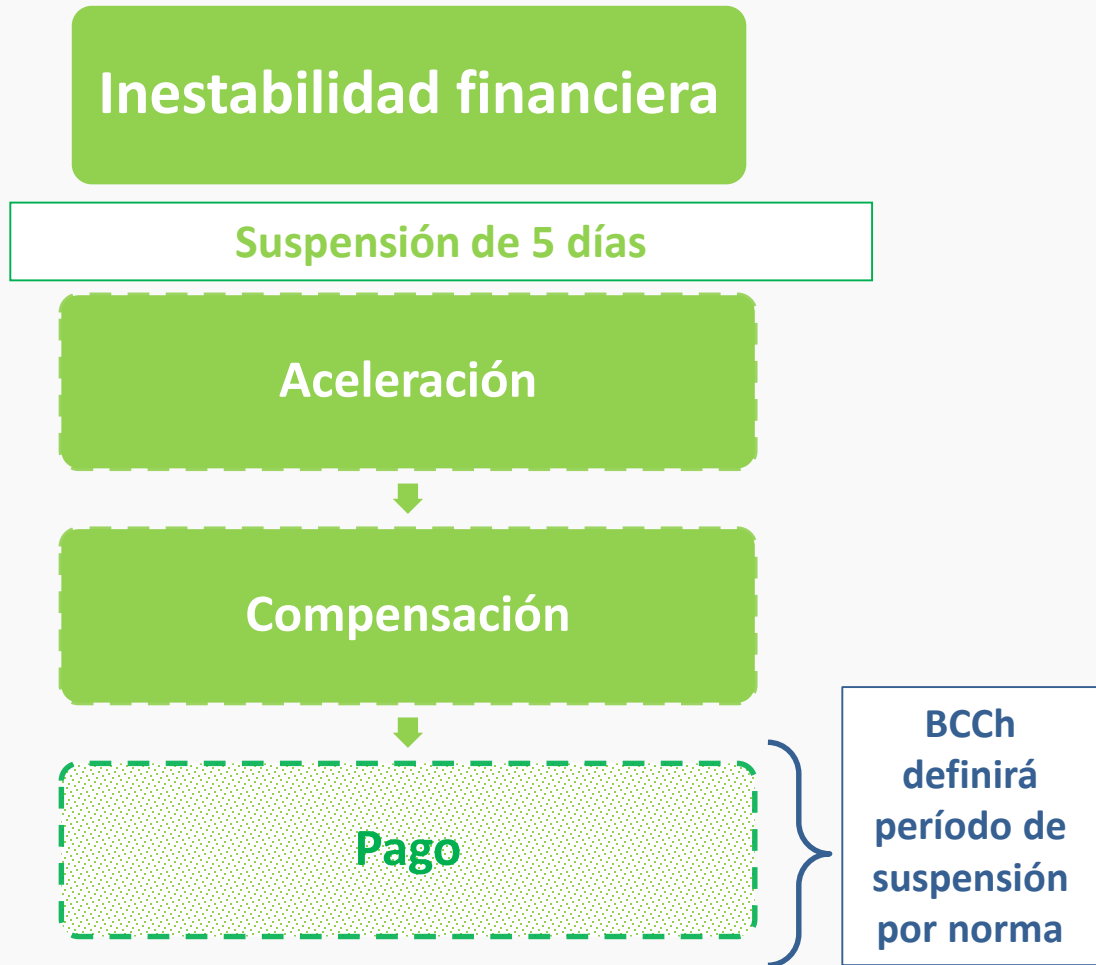 Inestabilidad financiera
Suspensión de 5 días
Aceleración
Compensación
Pago
BCCh
definirá
período de
suspensión
por norma